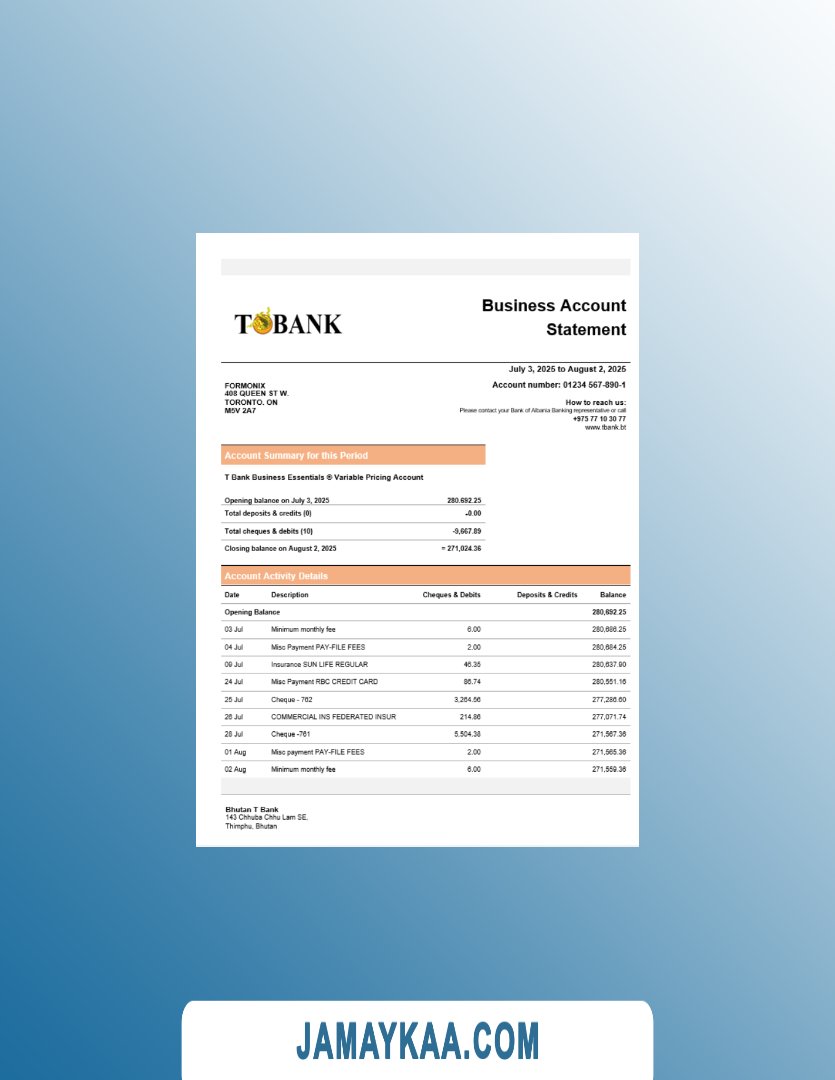 T BANK
Business Account
Statement
July 3, 2025 to August 2, 2025
Account number: 01234 567-890-1
FORMONIX
408 QUEEN ST W.
TORONTO. ON
M5V 2A7
How to reach us:
Please contact your Bank of Albania Banking representative or call
+975 77 10 30 77
www.tbank.bt
Account Summary for this Period
T Bank Business Essentials ® Variable Pricing Account
Opening balance on July 3, 2025 280.692.25
Total deposits & credits (0) -0.00
Total cheques & debits (10) -9,667.89
Closing balance on August 2, 2025 = 271,024.36
Account Activity Details
Date Description Cheques & Debits Deposits & Credits Balance
Opening Balance 280,692.25
03 Jul Minimum monthly fee 6.00 280,686.25
04 Jul Misc Payment PAY-FILE FEES 2.00 280,684.25
09 Jul Insurance SUN LIFE REGULAR 46.35 280,637.90
24 Jul Misc Payment RBC CREDIT CARD 86.74 280,551.16
25 Jul Cheque - 762 3,264.66 277,286.60
26 Jul COMMERCIAL INS FEDERATED INSUR 214.86 277,071.74
28 Jul Cheque -761 5,504.38 271,567.36
01 Aug Misc payment PAY-FILE FEES 2.00 271,565.36
02 Aug Minimum monthly fee 6.00 271,559.36
Bhutan T Bank
143 Chhuba Chhu Lam SE,
Thimphu, Bhutan
JAMAYKAA.COM